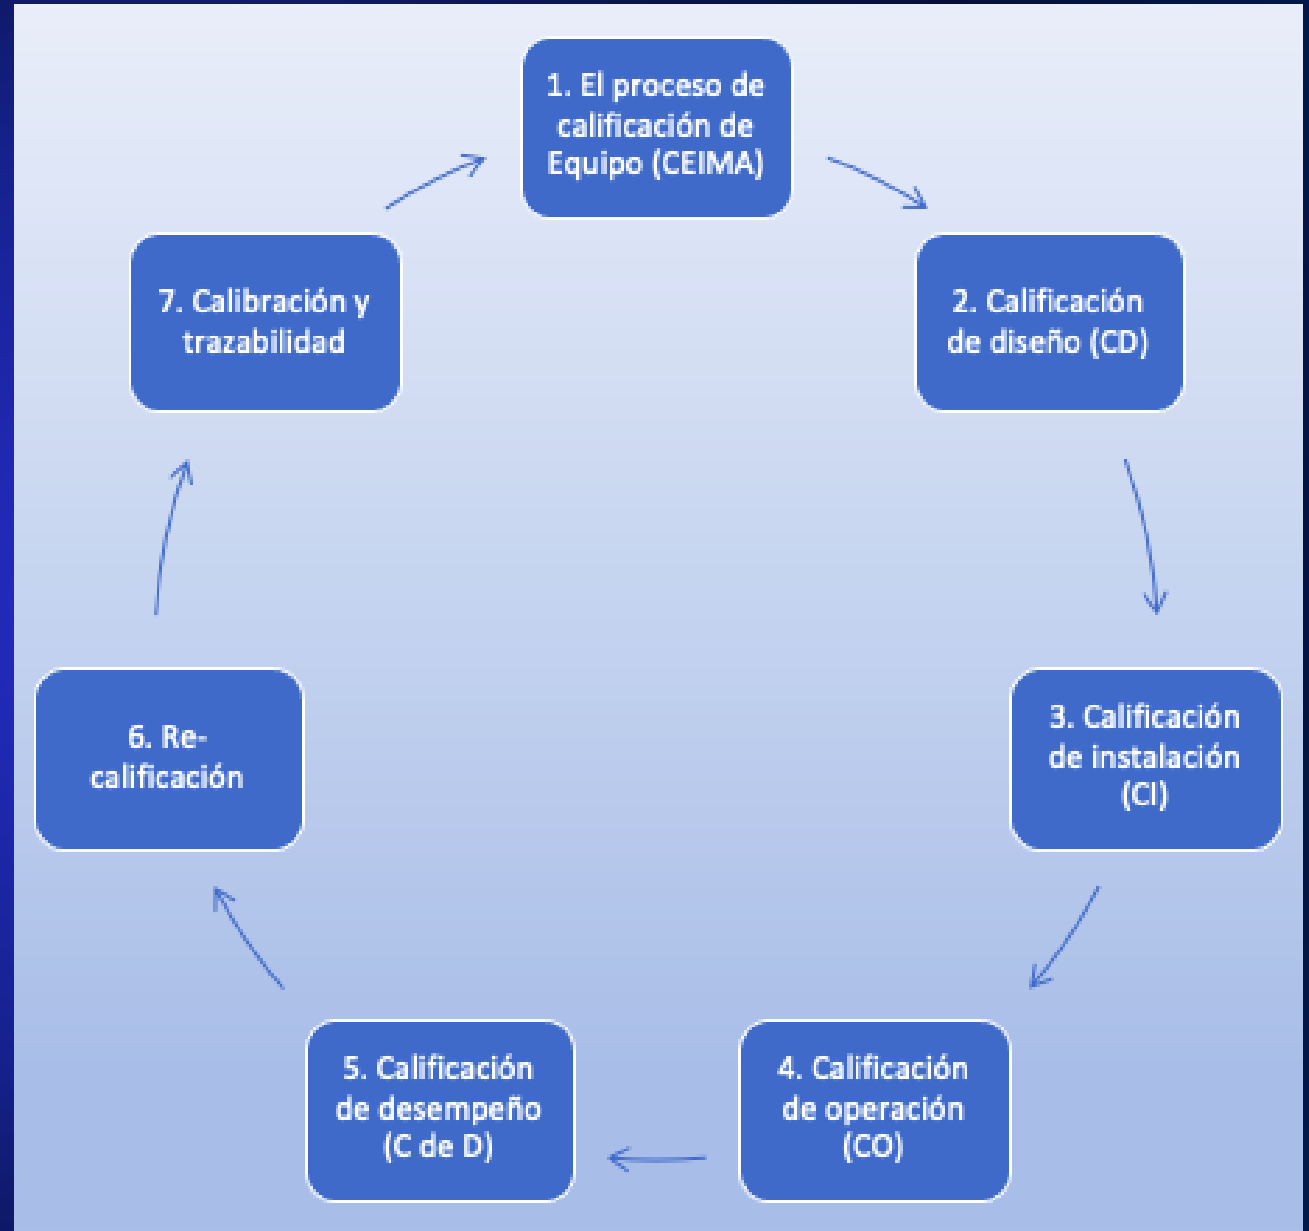 1. El proceso de
calificación de
Equipo (CEIMA)
2. Calificación
de diseño (CD)
3. Calificación
de instalación
(CI)
4. Calificación
de operación
(CO)
5. Calificación
de desempeño
(C de D)
6. Re-
calificación
7. Calibración y
trazabilidad